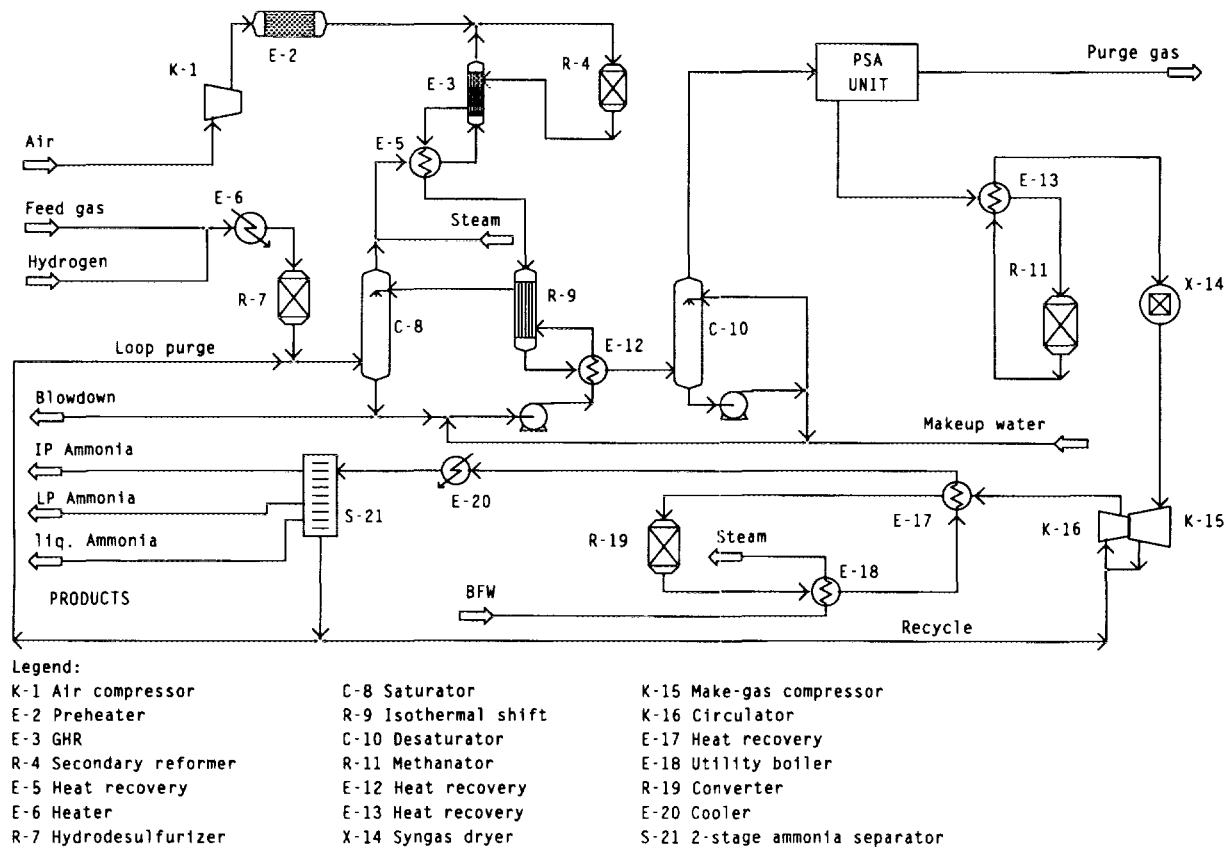 K-1
E-2
E-3
R-4
PSA
UNIT
Purge gas
Air
E-5
E-13
Feed gas
E-6
Steam
Hydrogen
R-7
C-8
R-9
C-10
R-11
X-14
Loop purge
E-12
Blowdown
Makeup water
IP Ammonia
E-20
E-17
K-16
K-15
LP Ammonia
S-21
R-19
Steam
E-18
liq. Ammonia
PRODUCTS
BFW
Recycle
Legend:
K-1 Air compressor
E-2 Preheater
E-3 GHR
R-4 Secondary reformer
E-5 Heat recovery
E-6 Heater
R-7 Hydrodesulfurizer
C-8 Saturator
R-9 Isothermal shift
C-10 Desaturator
R-11 Methanator
E-12 Heat recovery
E-13 Heat recovery
X-14 Syngas dryer
K-15 Make-gas compressor
K-16 Circulator
E-17 Heat recovery
E-18 Utility boiler
R-19 Converter
E-20 Cooler
S-21 2-stage ammonia separator